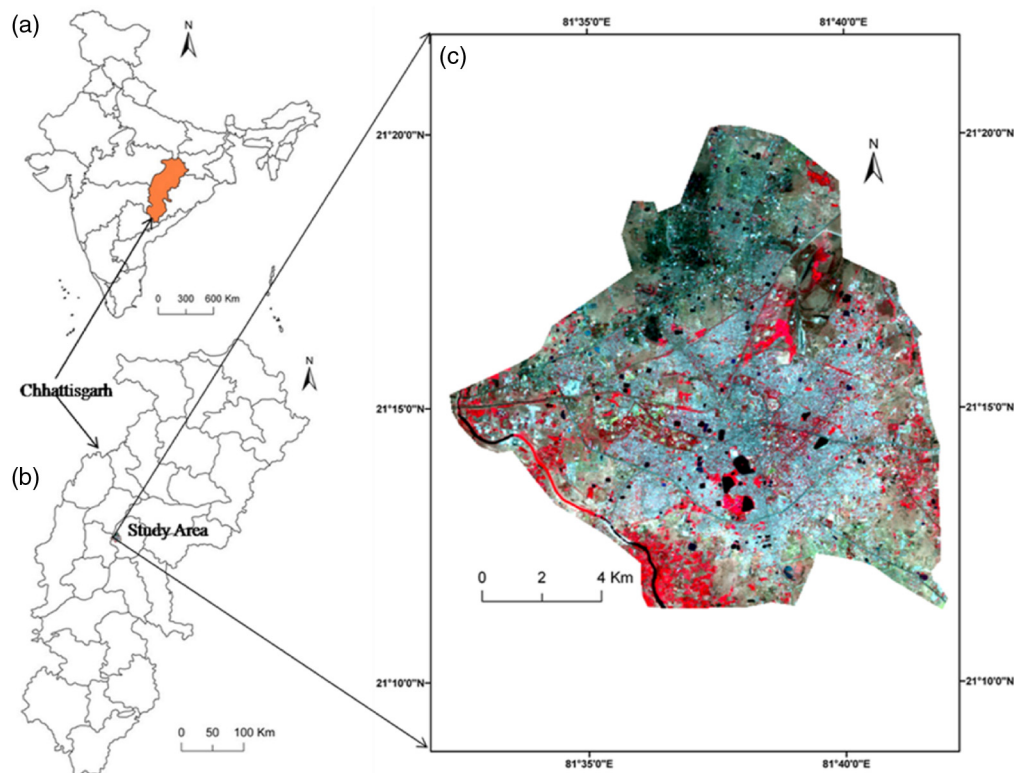 (a)
N
0 300 600 Km
Chhattisgarh
(b)
N
Study Area
0 50 100 Km
81°35'0"E 81°40'0"E
(c)
21°20'0"N 21°20'0"N
N
21°15'0"N 21°15'0"N
0 2 4 Km
21°10'0"N 21°10'0"N
81°35'0"E 81°40'0"E